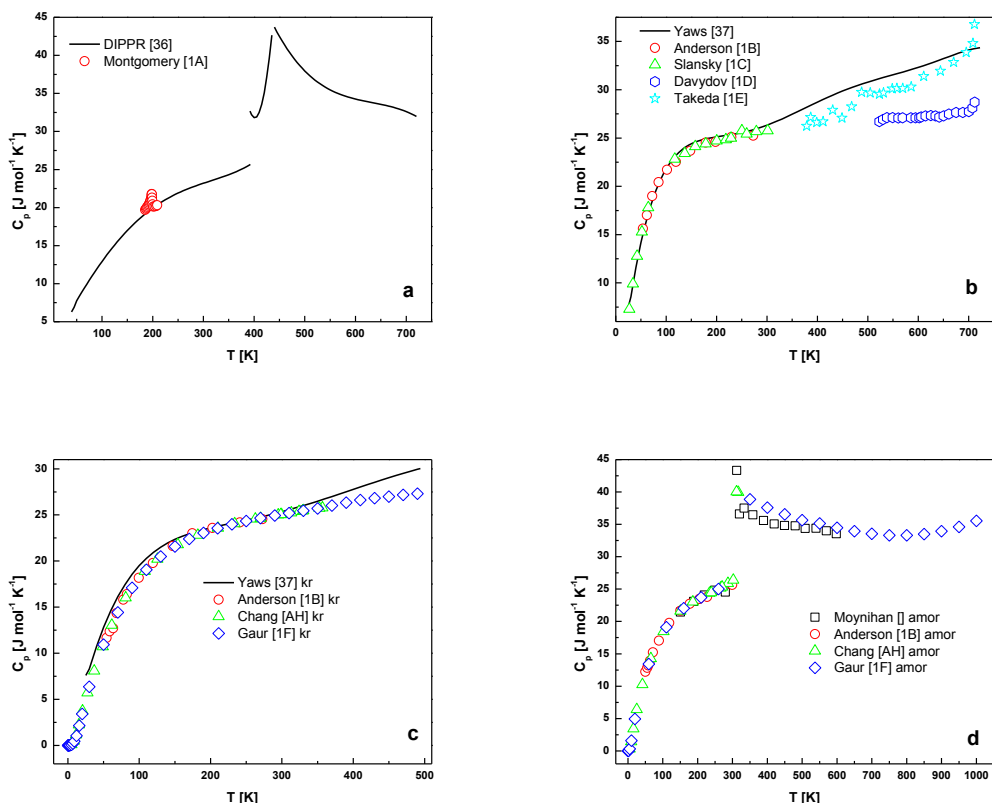 45
40
35
30
25
20
15
10
5
C_p [J mol^-1 K^-1]
DIPPR [36]
Montgomery [1A]
a
100 200 300 400 500 600 700
T [K]
35
30
25
20
15
10
C_p [J mol^-1 K^-1]
Yaws [37]
Anderson [1B]
Slansky [1C]
Davydov [1D]
Takeda [1E]
b
0 100 200 300 400 500 600 700
T [K]
30
25
20
15
10
5
0
C_p [J mol^-1 K^-1]
Yaws [37] kr
Anderson [1B] kr
Chang [AH] kr
Gaur [1F] kr
c
0 100 200 300 400 500
T [K]
45
40
35
30
25
20
15
10
5
0
C_p [J mol^-1 K^-1]
Moynihan [] amor
Anderson [1B] amor
Chang [AH] amor
Gaur [1F] amor
d
0 100 200 300 400 500 600 700 800 900 1000
T [K]